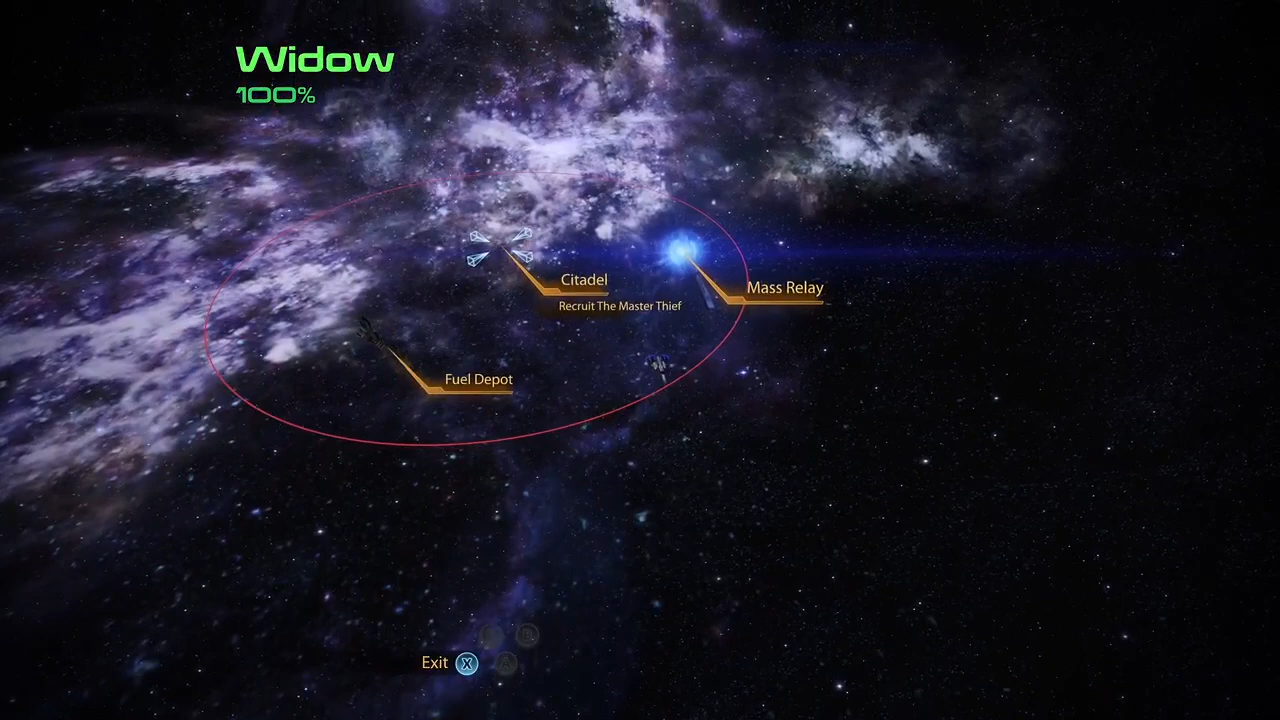 Widow
100%
Citadel
Recruit The Master Thief
Mass Relay
Fuel Depot
B
Exit X A